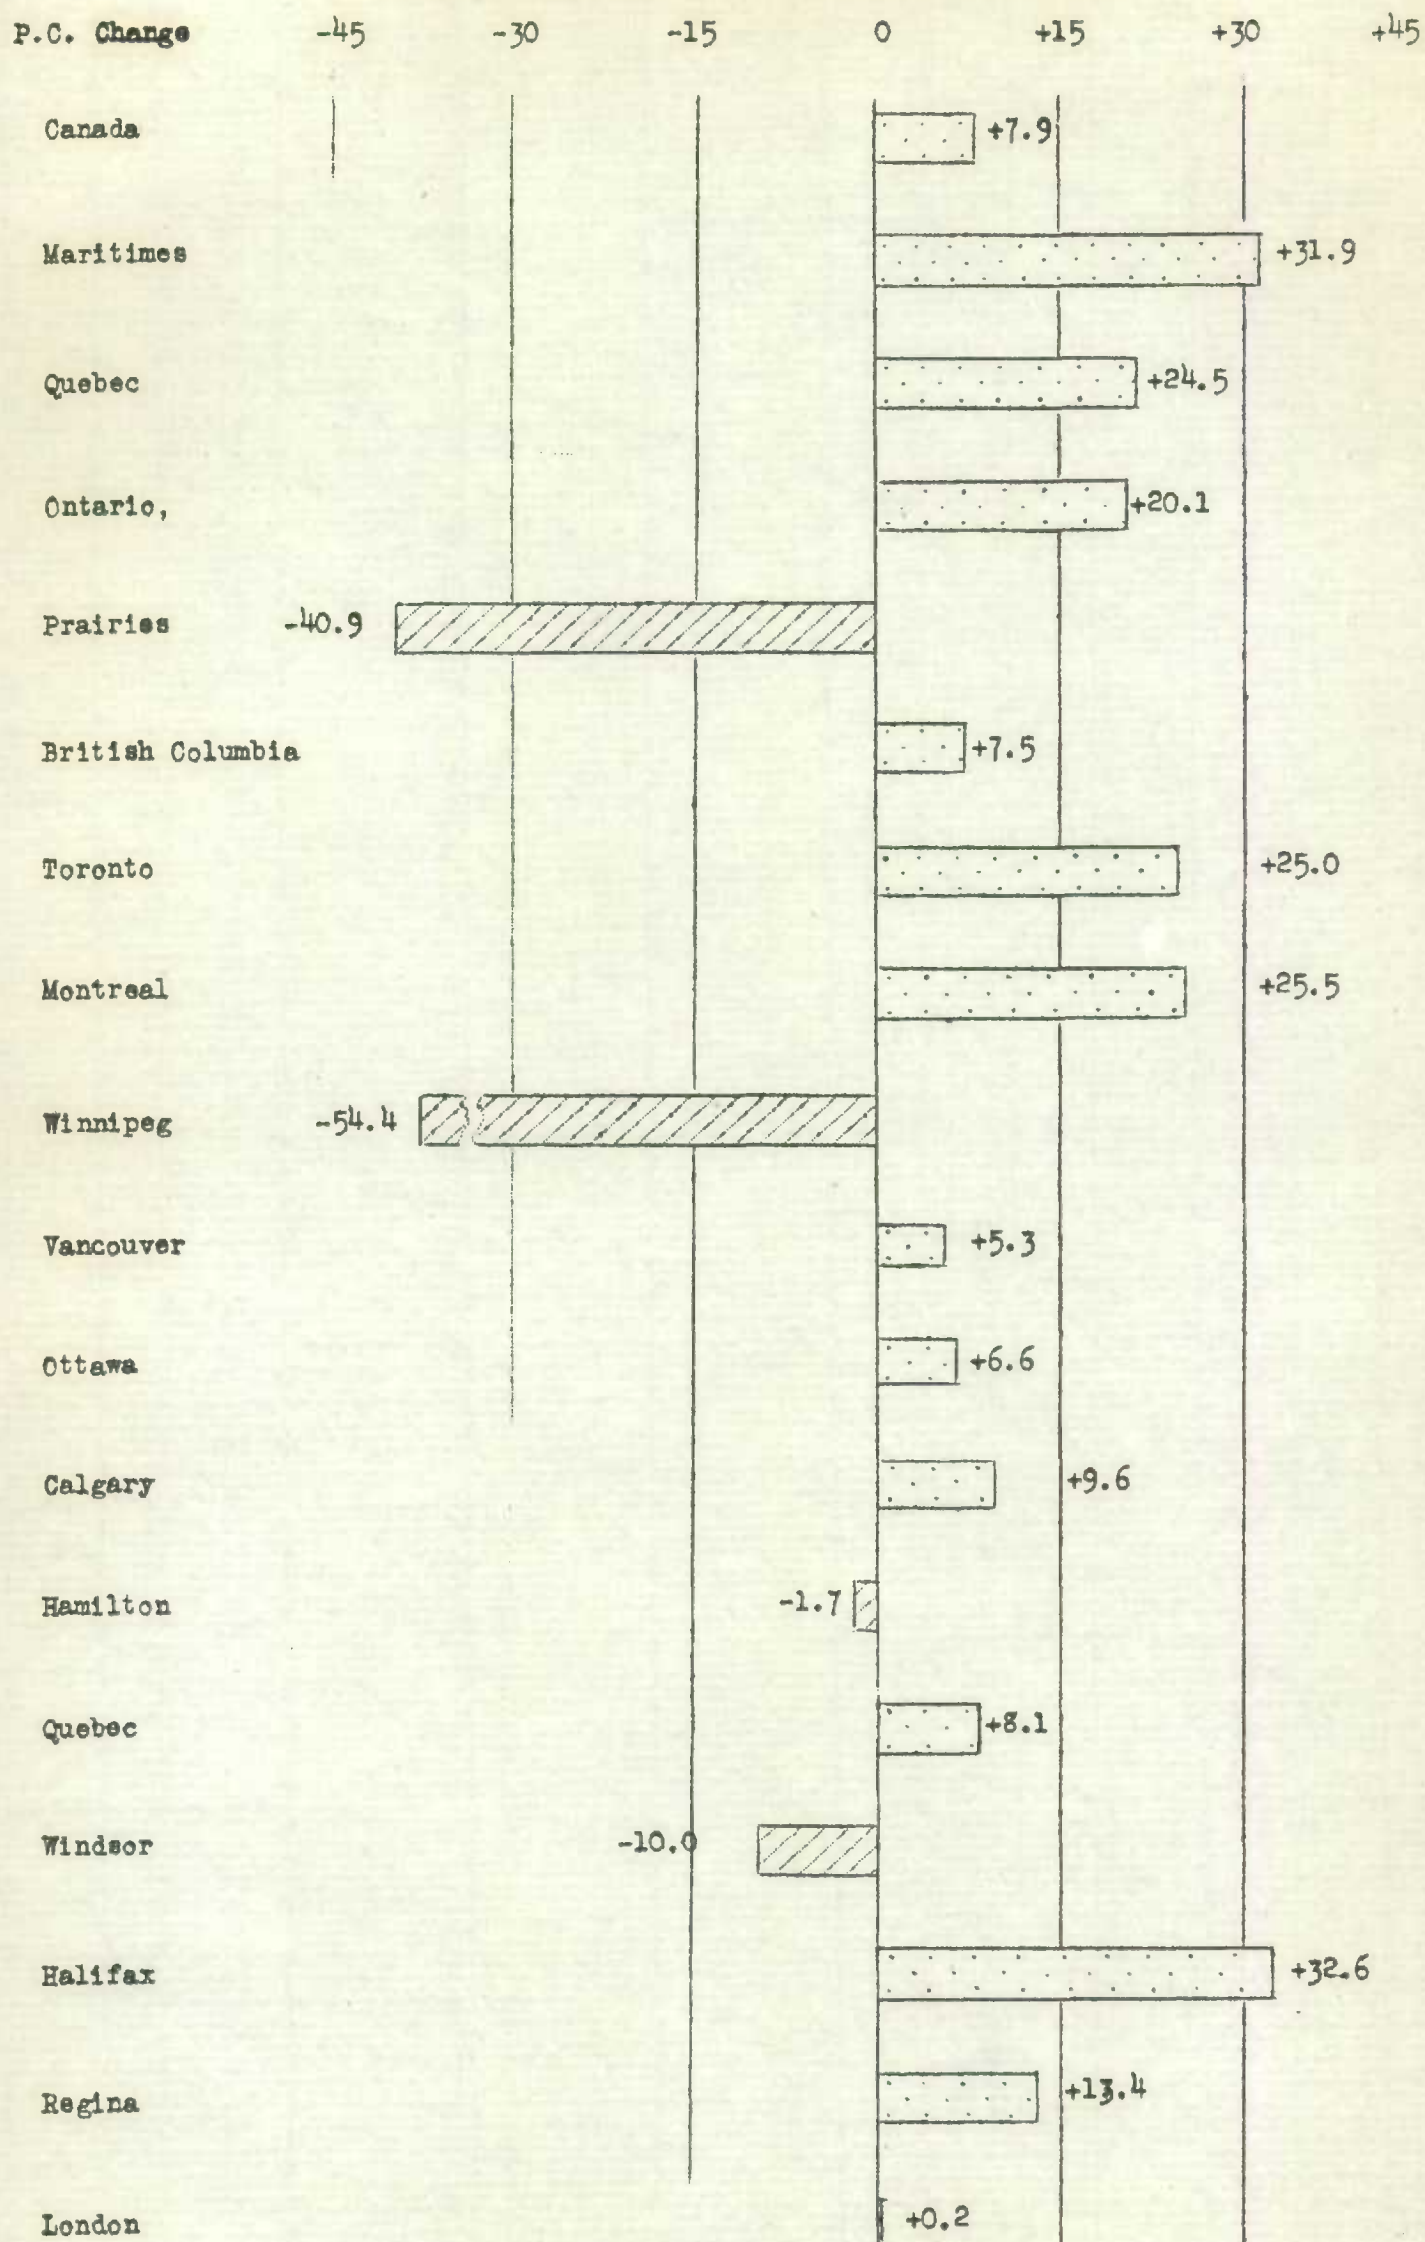 P.C. Change -45 -30 -15 0 +15 +30 +45
Canada +7.9
Maritimes +31.9
Quebec +24.5
Ontario, +20.1
Prairies -40.9
British Columbia +7.5
Toronto +25.0
Montreal +25.5
Winnipeg -54.4
Vancouver +5.3
Ottawa +6.6
Calgary +9.6
Hamilton -1.7
Quebec +8.1
Windsor -10.0
Halifax +32.6
Regina +13.4
London +0.2